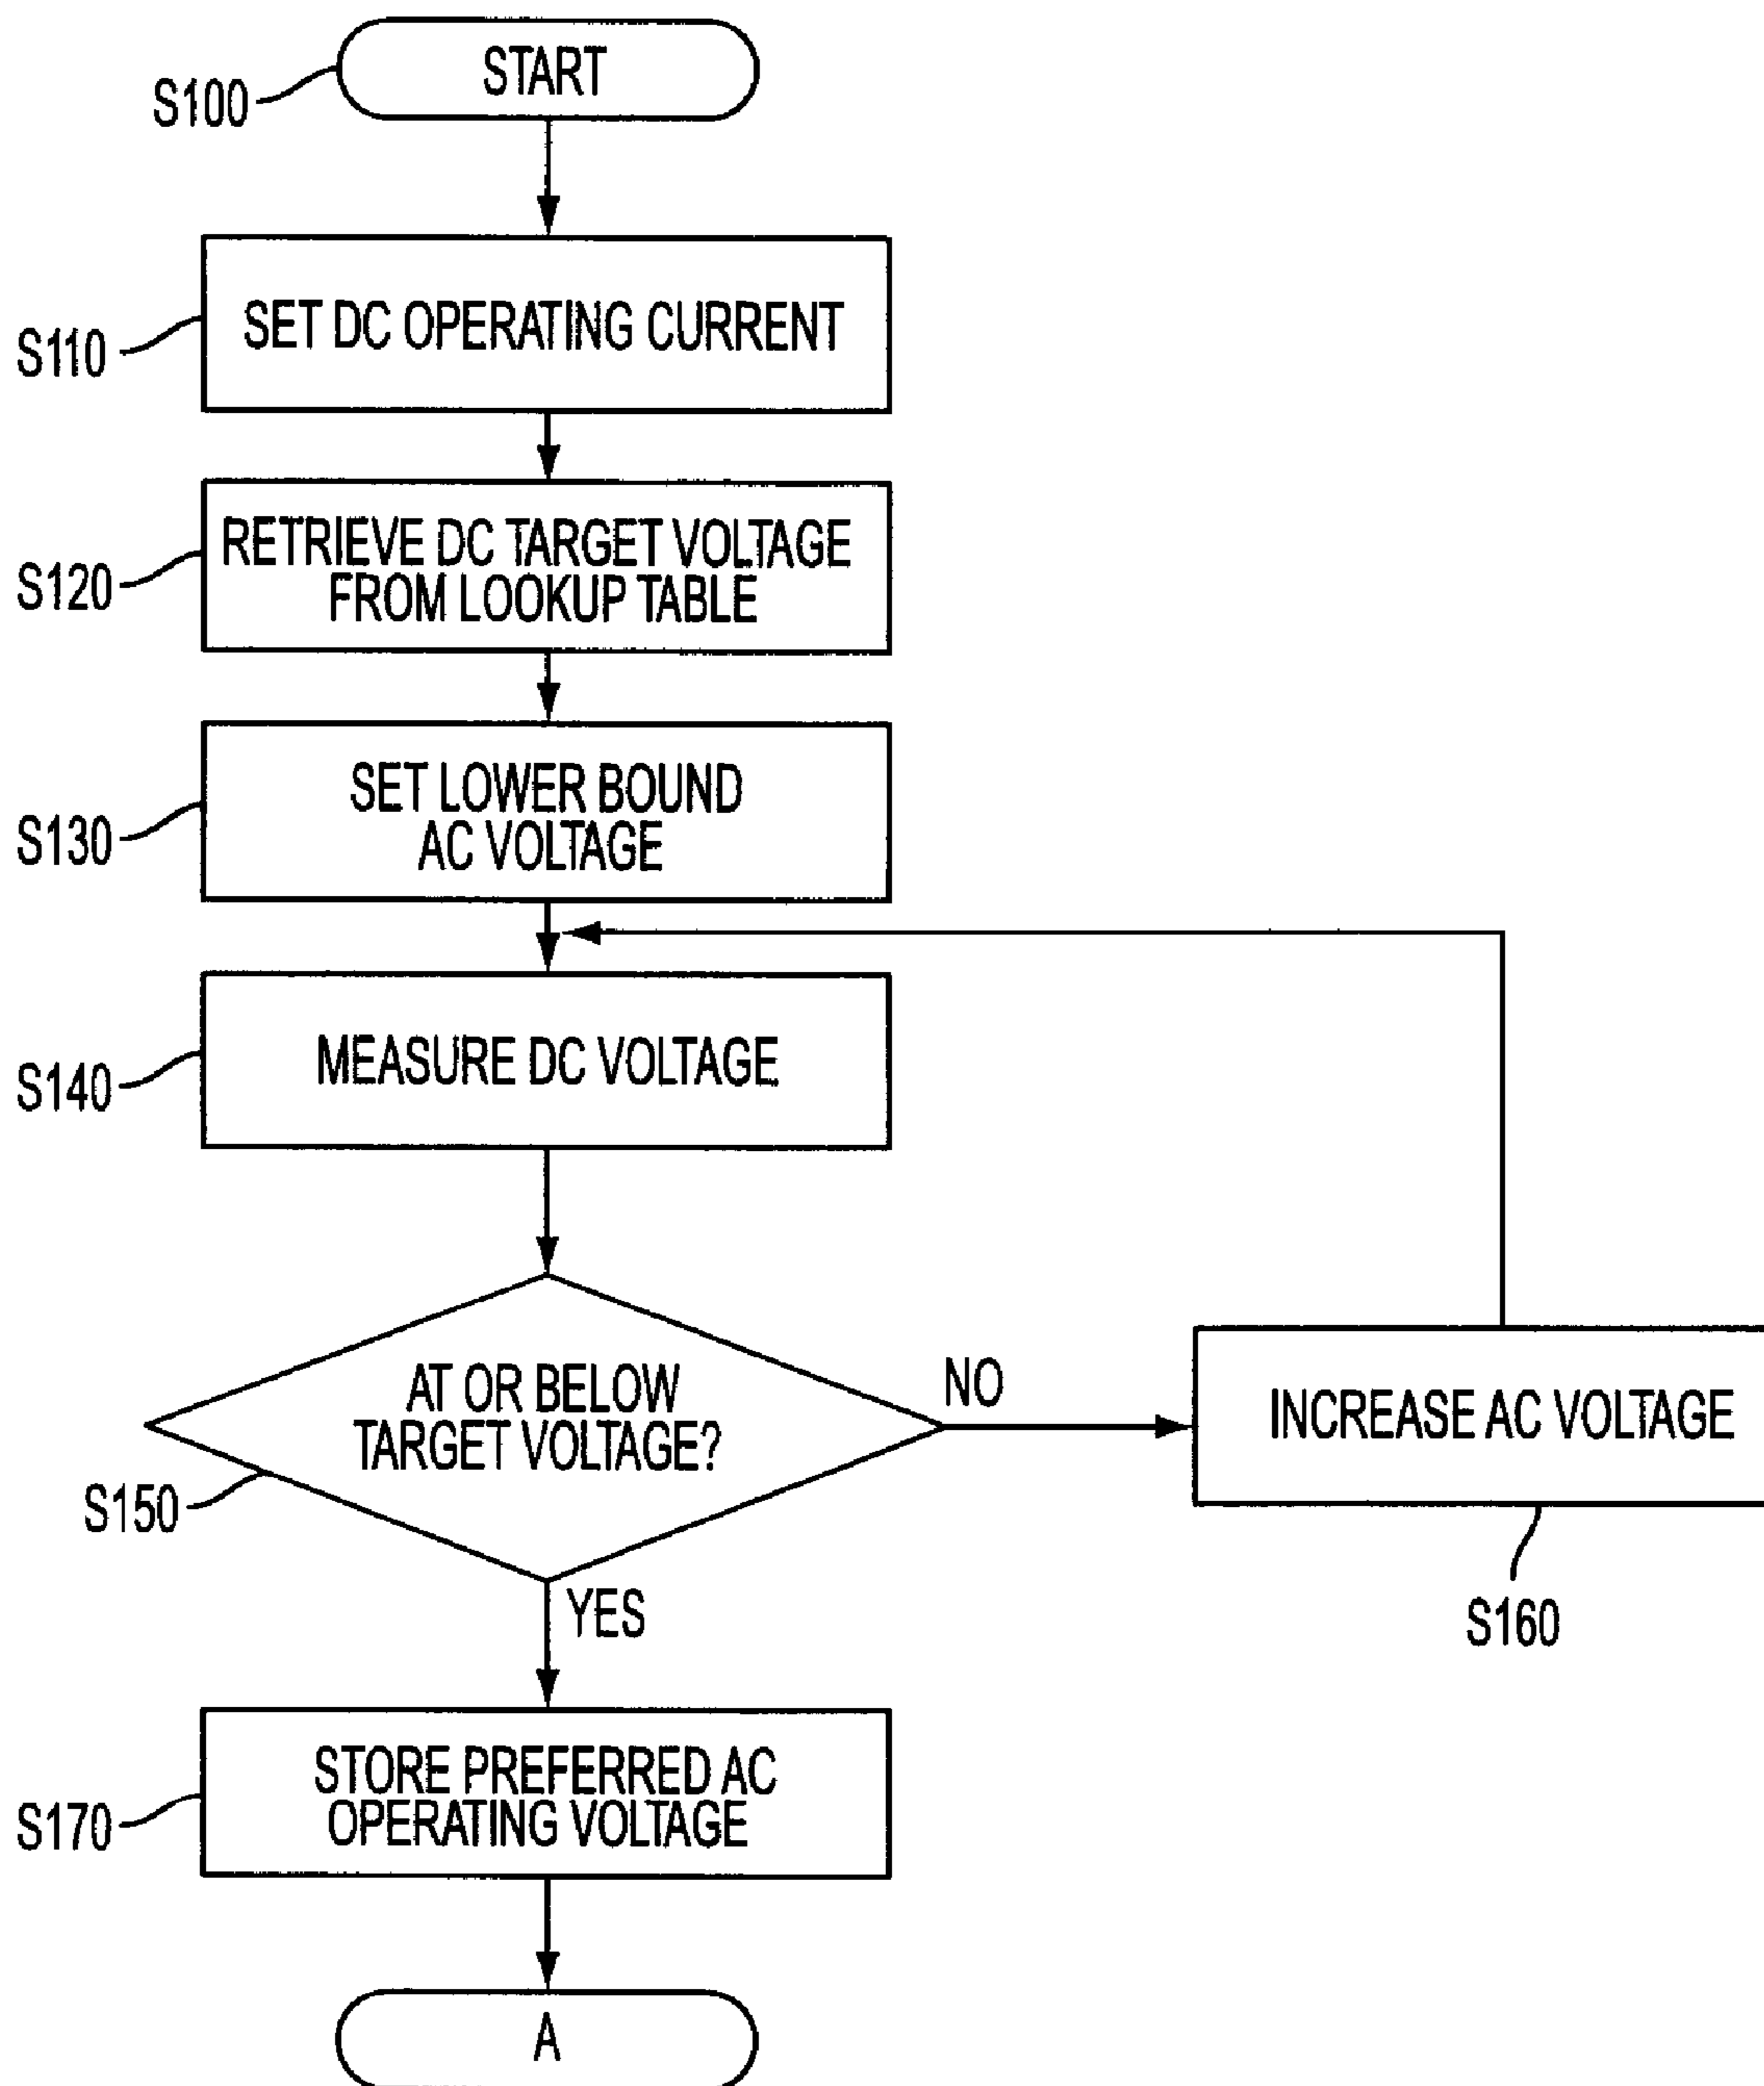 START
S100
SET DC OPERATING CURRENT
S110
RETRIEVE DC TARGET VOLTAGE
FROM LOOKUP TABLE
S120
SET LOWER BOUND
AC VOLTAGE
S130
MEASURE DC VOLTAGE
S140
AT OR BELOW
TARGET VOLTAGE?
S150
NO
INCREASE AC VOLTAGE
S160
YES
STORE PREFERRED AC
OPERATING VOLTAGE
S170
A